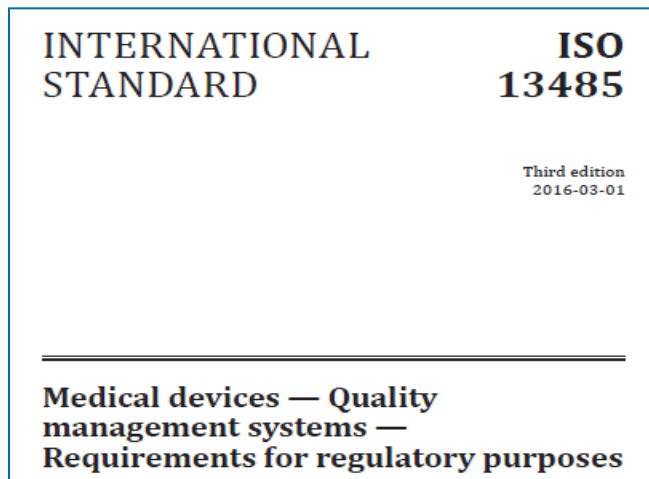 INTERNATIONAL STANDARD
ISO 13485
Third edition
2016-03-01
Medical devices — Quality
management systems —
Requirements for regulatory purposes